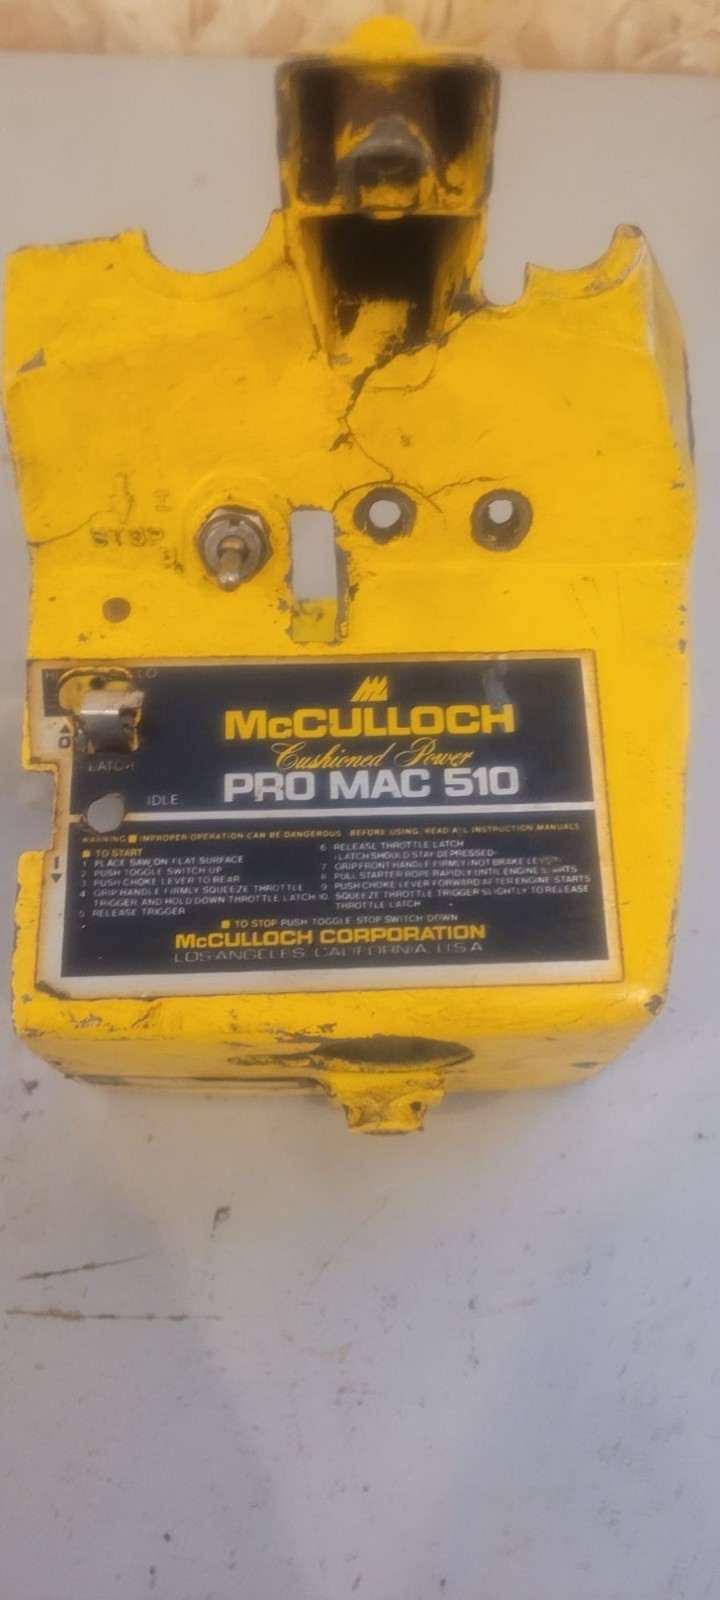 STOP
HI LO
O
LATCH
McCULLOCH
Cushioned Power
IDLE
PRO MAC 510
I
WARNING IMPROPER OPERATION CAN BE DANGEROUS BEFORE USING, READ ALL INSTRUCTION MANUALS
TO START
1 PLACE SAW ON FLAT SURFACE
2 PUSH TOGGLE SWITCH UP
3 PUSH CHOKE LEVER TO REAR
4 GRIP HANDLE FIRMLY, SQUEEZE THROTTLE
TRIGGER AND HOLD DOWN THROTTLE LATCH
5 RELEASE TRIGGER
6 RELEASE THROTTLE LATCH
(LATCH SHOULD STAY DEPRESSED)
7 GRIP FRONT HANDLE FIRMLY (NOT BRAKE LEVER)
8 PULL STARTER ROPE RAPIDLY UNTIL ENGINE STARTS
9 PUSH CHOKE LEVER FORWARD AFTER ENGINE STARTS
10 SQUEEZE THROTTLE TRIGGER SLIGHTLY TO RELEASE
THROTTLE LATCH
TO STOP PUSH TOGGLE STOP SWITCH DOWN
McCULLOCH CORPORATION
LOS ANGELES, CALIFORNIA, U.S.A